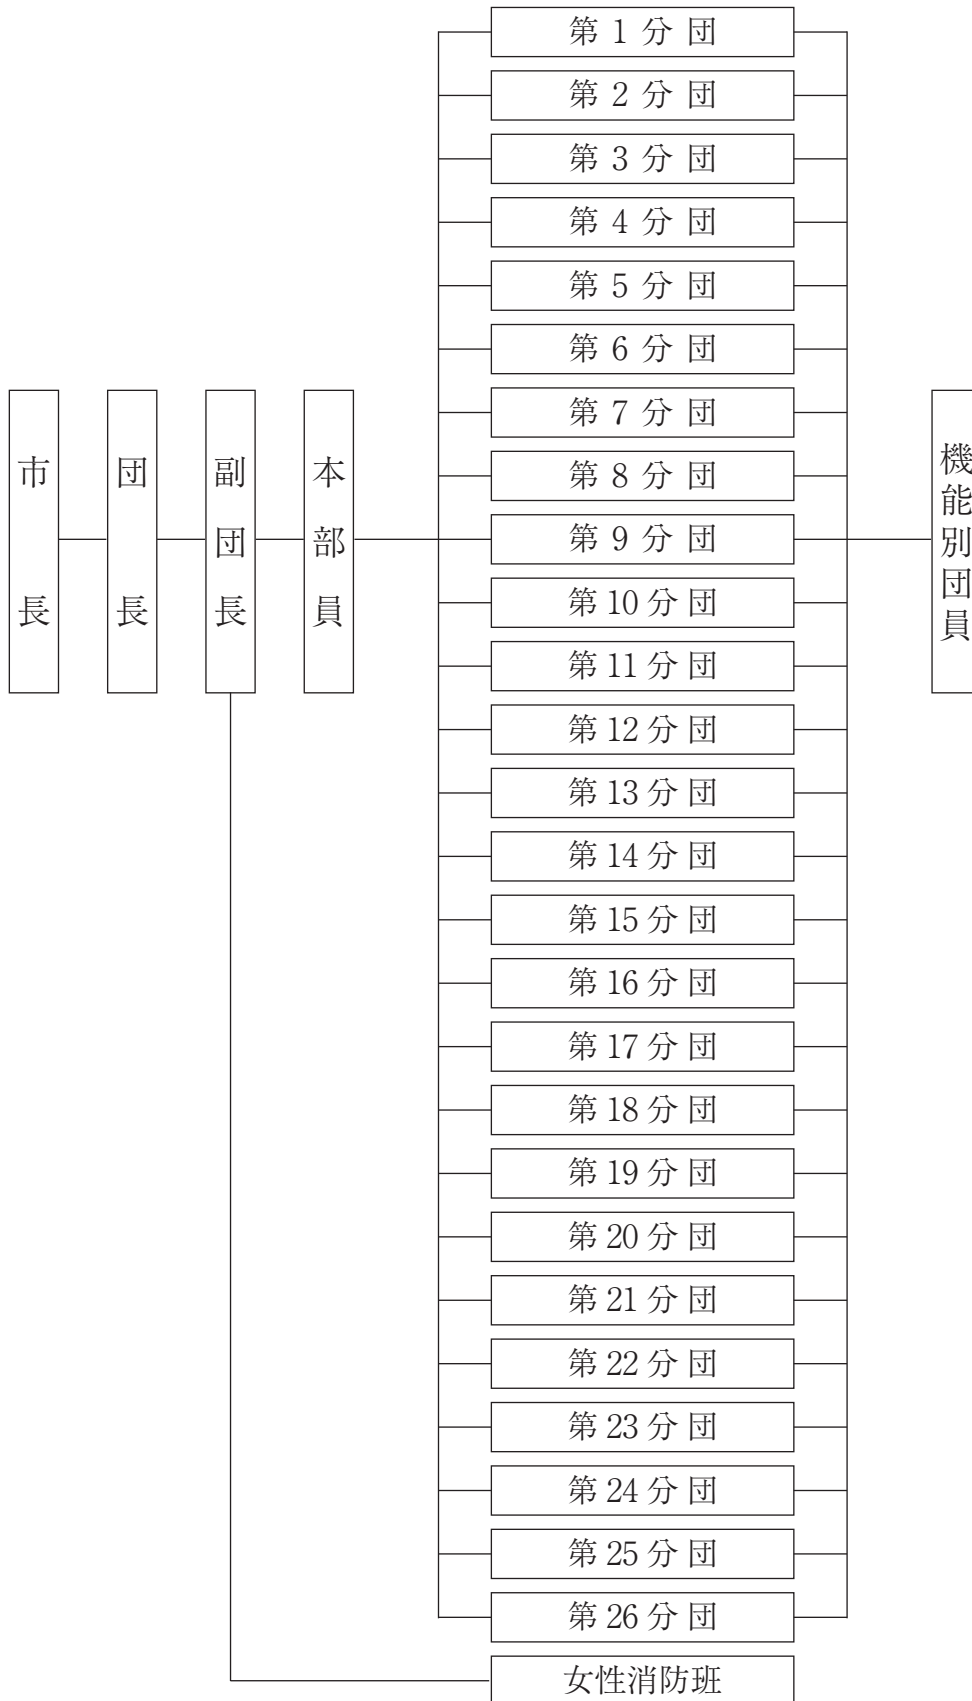 市長
団長
副団長
本部員
第1分団
第2分団
第3分団
第4分団
第5分団
第6分団
第7分団
第8分団
第9分団
第10分団
第11分団
第12分団
第13分団
第14分団
第15分団
第16分団
第17分団
第18分団
第19分団
第20分団
第21分団
第22分団
第23分団
第24分団
第25分団
第26分団
女性消防班
機能別団員